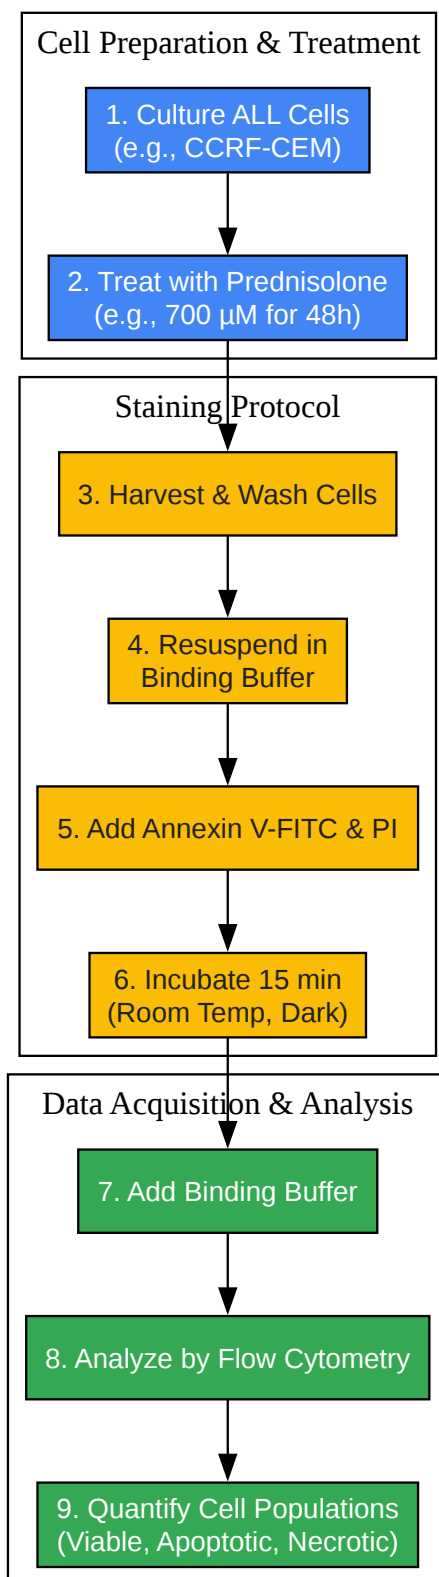 Cell Preparation & Treatment
1. Culture ALL Cells
(e.g., CCRF-CEM)
2. Treat with Prednisolone
(e.g., 700 µM for 48h)
Staining Protocol
3. Harvest & Wash Cells
4. Resuspend in
Binding Buffer
5. Add Annexin V-FITC & PI
6. Incubate 15 min
(Room Temp, Dark)
Data Acquisition & Analysis
7. Add Binding Buffer
8. Analyze by Flow Cytometry
9. Quantify Cell Populations
(Viable, Apoptotic, Necrotic)